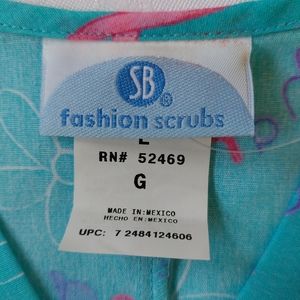 SB
®
fashion scrubs
L
RN# 52469
G
MADE IN:MEXICO
HECHO EN:MEXICO
UPC: 7 2484124606